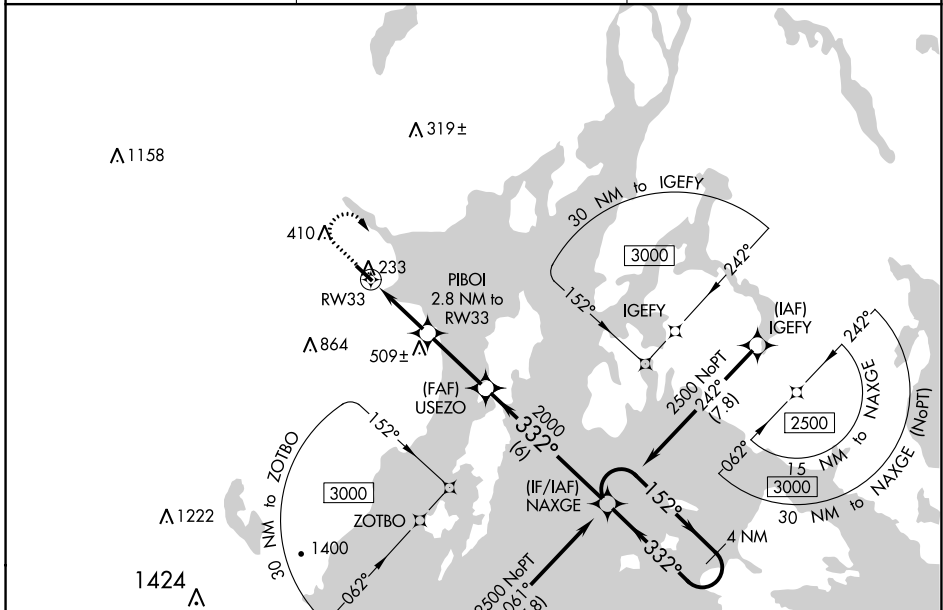 319±
1158
30 NM to IGEFY
3000
242°
152°
IGEFY
410
233
RW33
PIBOI
2.8 NM to
RW33
(IAF)
IGEFY
242°
864
509±
(FAF)
USEZO
2500 NoPT
242°
(7.8)
2500
062°
15 NM to NAXGE
3000
30 NM to NAXGE (NoPT)
2000
332°
(6)
152°
30 NM to ZOTBO
3000
ZOTBO
062°
(IF/IAF)
NAXGE
152°
332°
4 NM
1222
1400
1424
2500 NoPT
061°